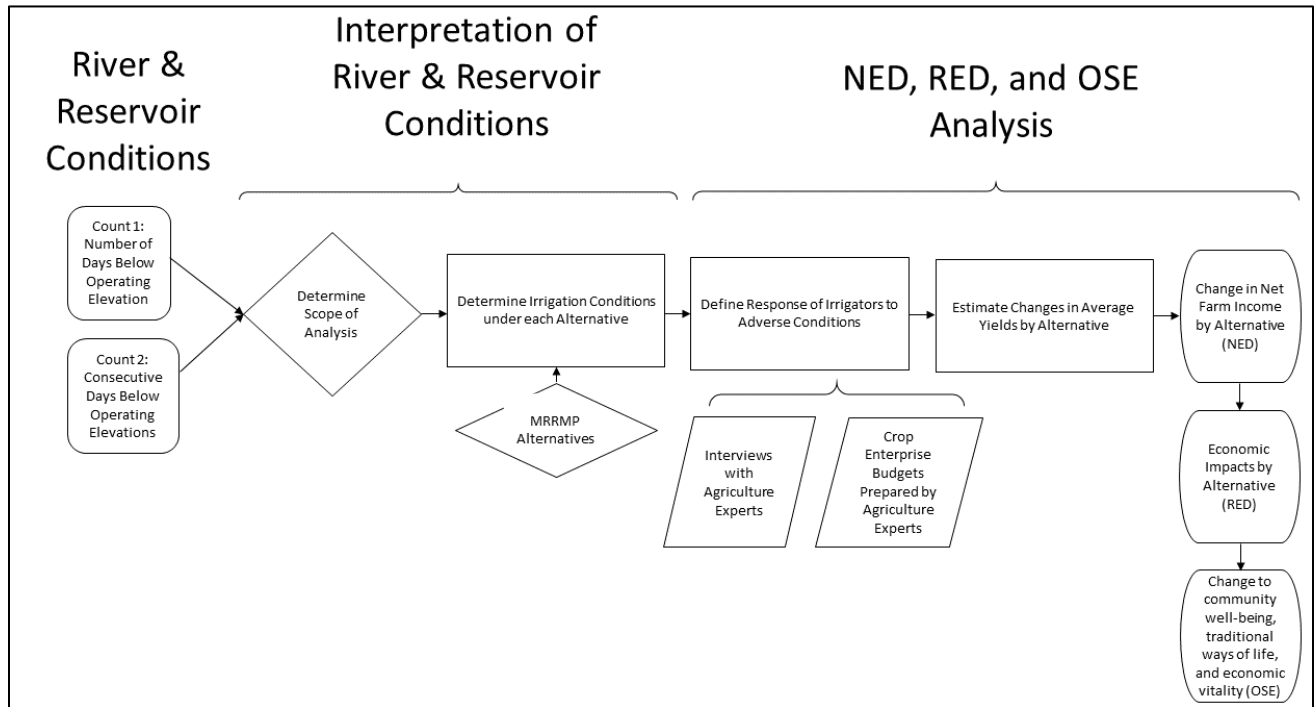 River &
Reservoir
Conditions
Interpretation of
River & Reservoir
Conditions
NED, RED, and OSE
Analysis
Count 1:
Number of
Days Below
Operating
Elevation
Count 2:
Consecutive
Days Below
Operating
Elevations
Determine
Scope of
Analysis
Determine Irrigation Conditions
under each Alternative
MRRMP
Alternatives
Define Response of Irrigators to
Adverse Conditions
Interviews
with
Agriculture
Experts
Crop
Enterprise
Budgets
Prepared by
Agriculture
Experts
Estimate Changes in Average
Yields by Alternative
Change in Net
Farm Income
by Alternative
(NED)
Economic
Impacts by
Alternative
(RED)
Change to
community
well-being,
traditional
ways of life,
and economic
vitality (OSE)